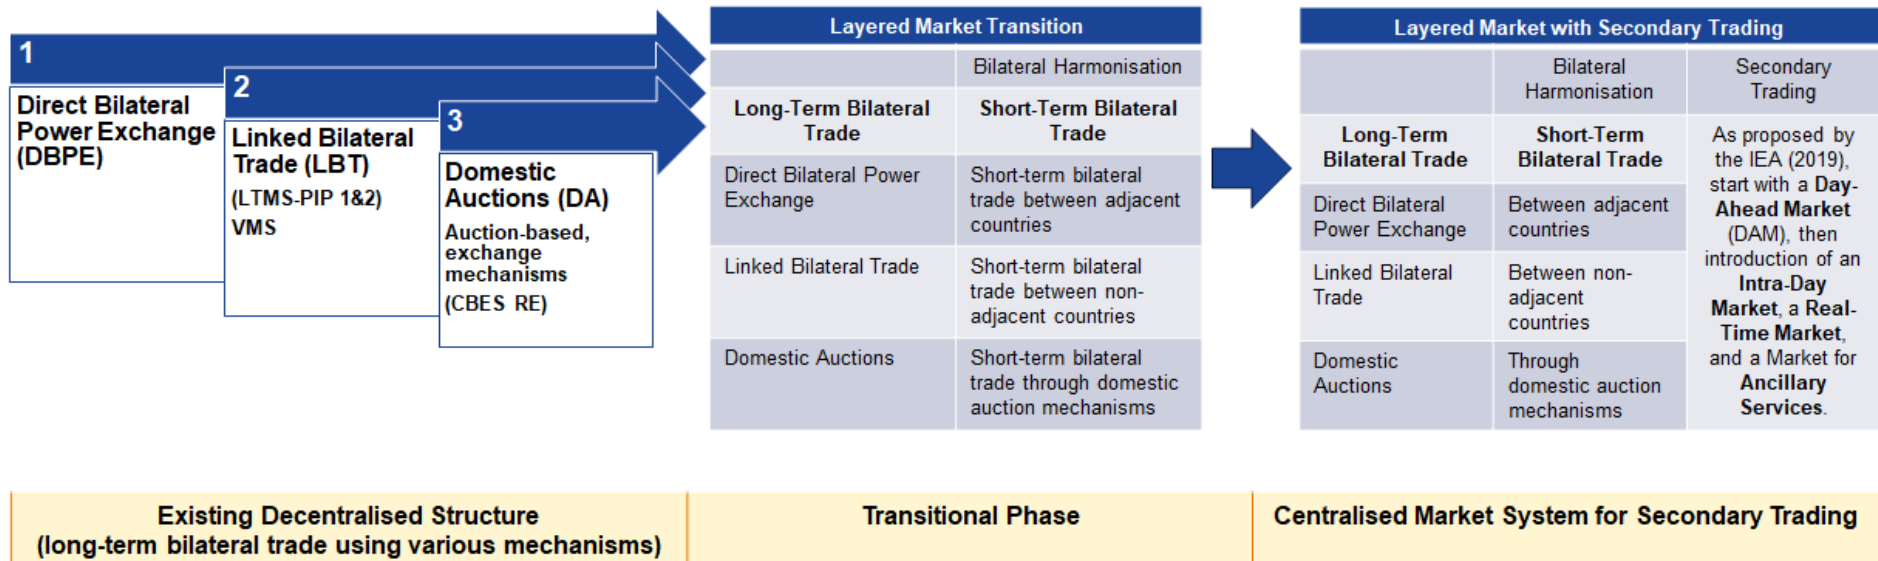 1
Direct Bilateral
Power Exchange
(DBPE)
2
Linked Bilateral
Trade (LBT)
(LTMS-PIP 1&2)
VMS
3
Domestic
Auctions (DA)
Auction-based,
exchange
mechanisms
(CBES RE)
Layered Market Transition
Bilateral Harmonisation
Long-Term Bilateral
Trade
Short-Term Bilateral
Trade
Direct Bilateral Power
Exchange
Short-term bilateral
trade between adjacent
countries
Linked Bilateral Trade
Short-term bilateral
trade between non-
adjacent countries
Domestic Auctions
Short-term bilateral
trade through domestic
auction mechanisms
Layered Market with Secondary Trading
Bilateral
Harmonisation
Secondary
Trading
Long-Term
Bilateral Trade
Short-Term
Bilateral Trade
As proposed by
the IEA (2019),
start with a Day-
Ahead Market
(DAM), then
introduction of an
Intra-Day
Market, a Real-
Time Market,
and a Market for
Ancillary
Services.
Direct Bilateral
Power Exchange
Between adjacent
countries
Linked Bilateral
Trade
Between non-
adjacent
countries
Domestic
Auctions
Through
domestic auction
mechanisms
Existing Decentralised Structure
(long-term bilateral trade using various mechanisms)
Transitional Phase
Centralised Market System for Secondary Trading